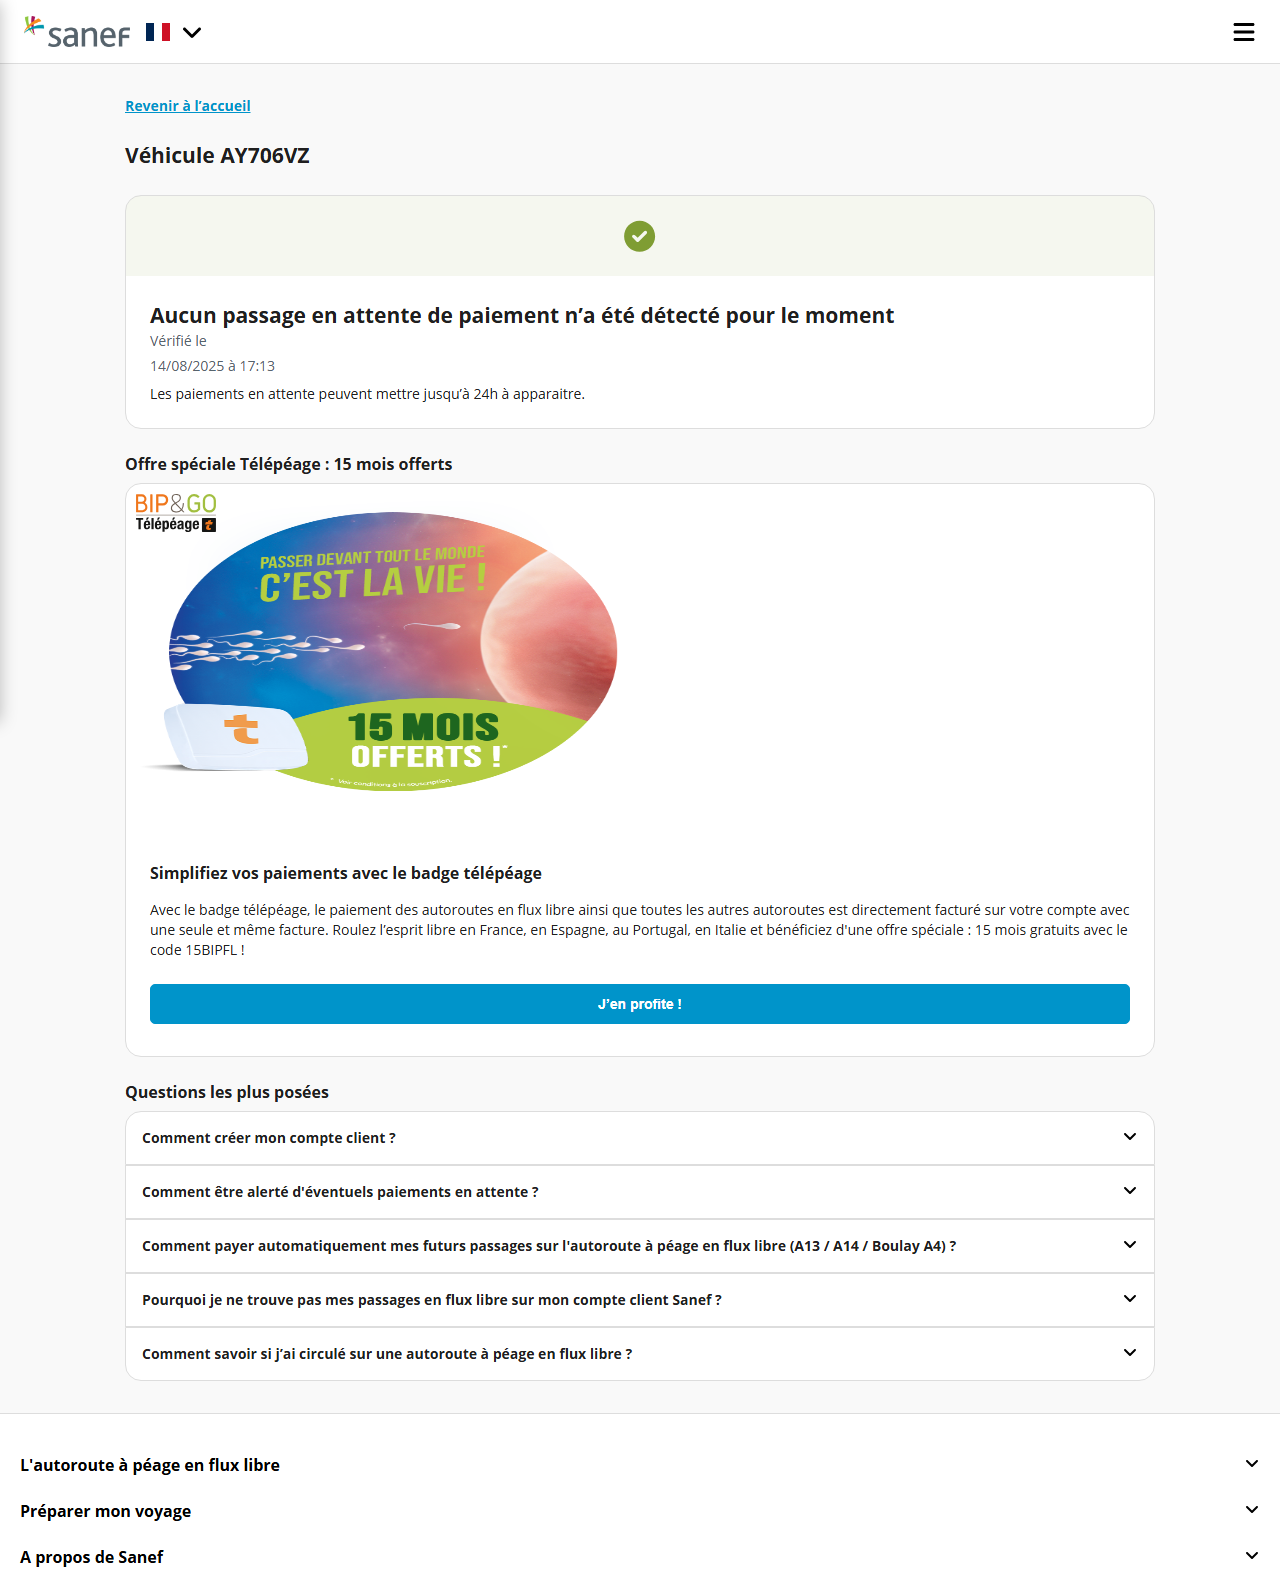 sanef
Revenir à l’accueil
Véhicule AY706VZ
Aucun passage en attente de paiement n’a été détecté pour le moment
Vérifié le
14/08/2025 à 17:13
Les paiements en attente peuvent mettre jusqu’à 24h à apparaitre.
Offre spéciale Télépéage : 15 mois offerts
BIP&GO
Télépéage t
PASSER DEVANT TOUT LE MONDE
C’EST LA VIE !
t
15 MOIS
OFFERTS !*
* Voir conditions à la souscription.
Simplifiez vos paiements avec le badge télépéage
Avec le badge télépéage, le paiement des autoroutes en flux libre ainsi que toutes les autres autoroutes est directement facturé sur votre compte avec
une seule et même facture. Roulez l’esprit libre en France, en Espagne, au Portugal, en Italie et bénéficiez d'une offre spéciale : 15 mois gratuits avec le
code 15BIPFL !
J’en profite !
Questions les plus posées
Comment créer mon compte client ?
Comment être alerté d'éventuels paiements en attente ?
Comment payer automatiquement mes futurs passages sur l'autoroute à péage en flux libre (A13 / A14 / Boulay A4) ?
Pourquoi je ne trouve pas mes passages en flux libre sur mon compte client Sanef ?
Comment savoir si j’ai circulé sur une autoroute à péage en flux libre ?
L'autoroute à péage en flux libre
Préparer mon voyage
A propos de Sanef